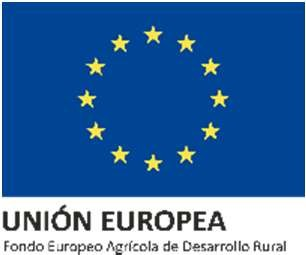 UNIÓN EUROPEA
Fondo Europeo Agrícola de Desarrollo Rural